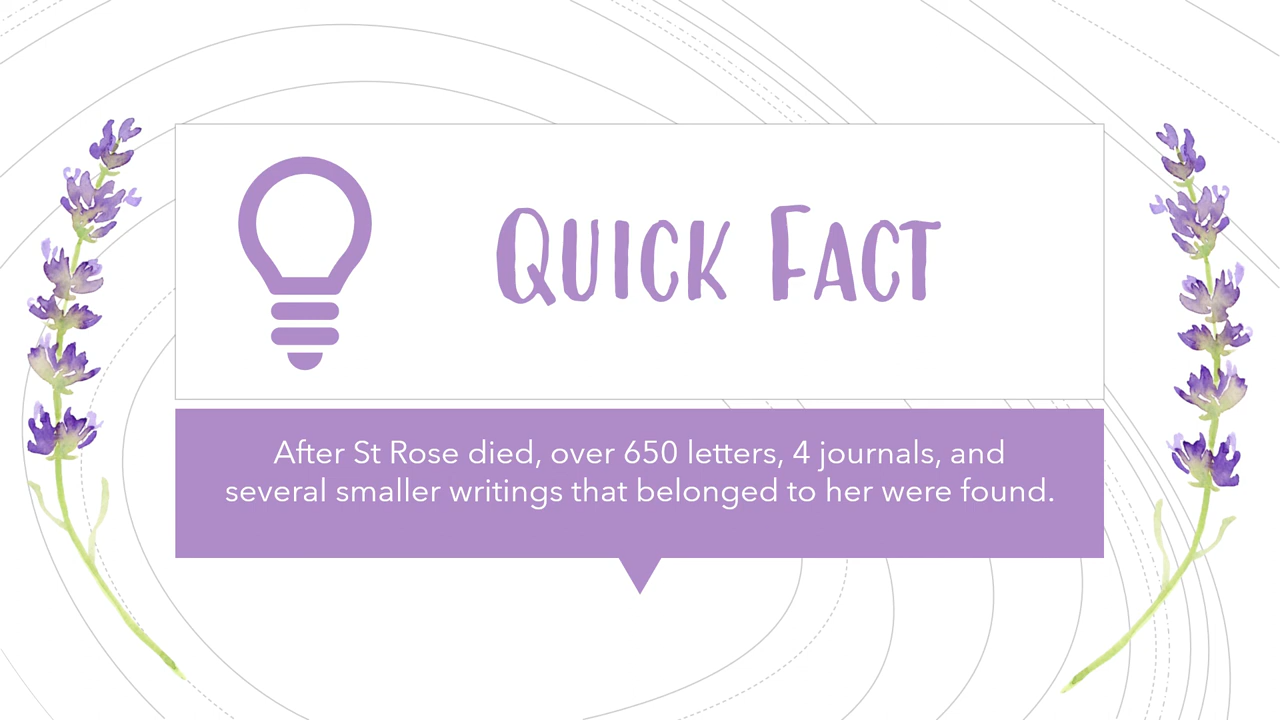 Quick Fact
After St Rose died, over 650 letters, 4 journals, and
several smaller writings that belonged to her were found.